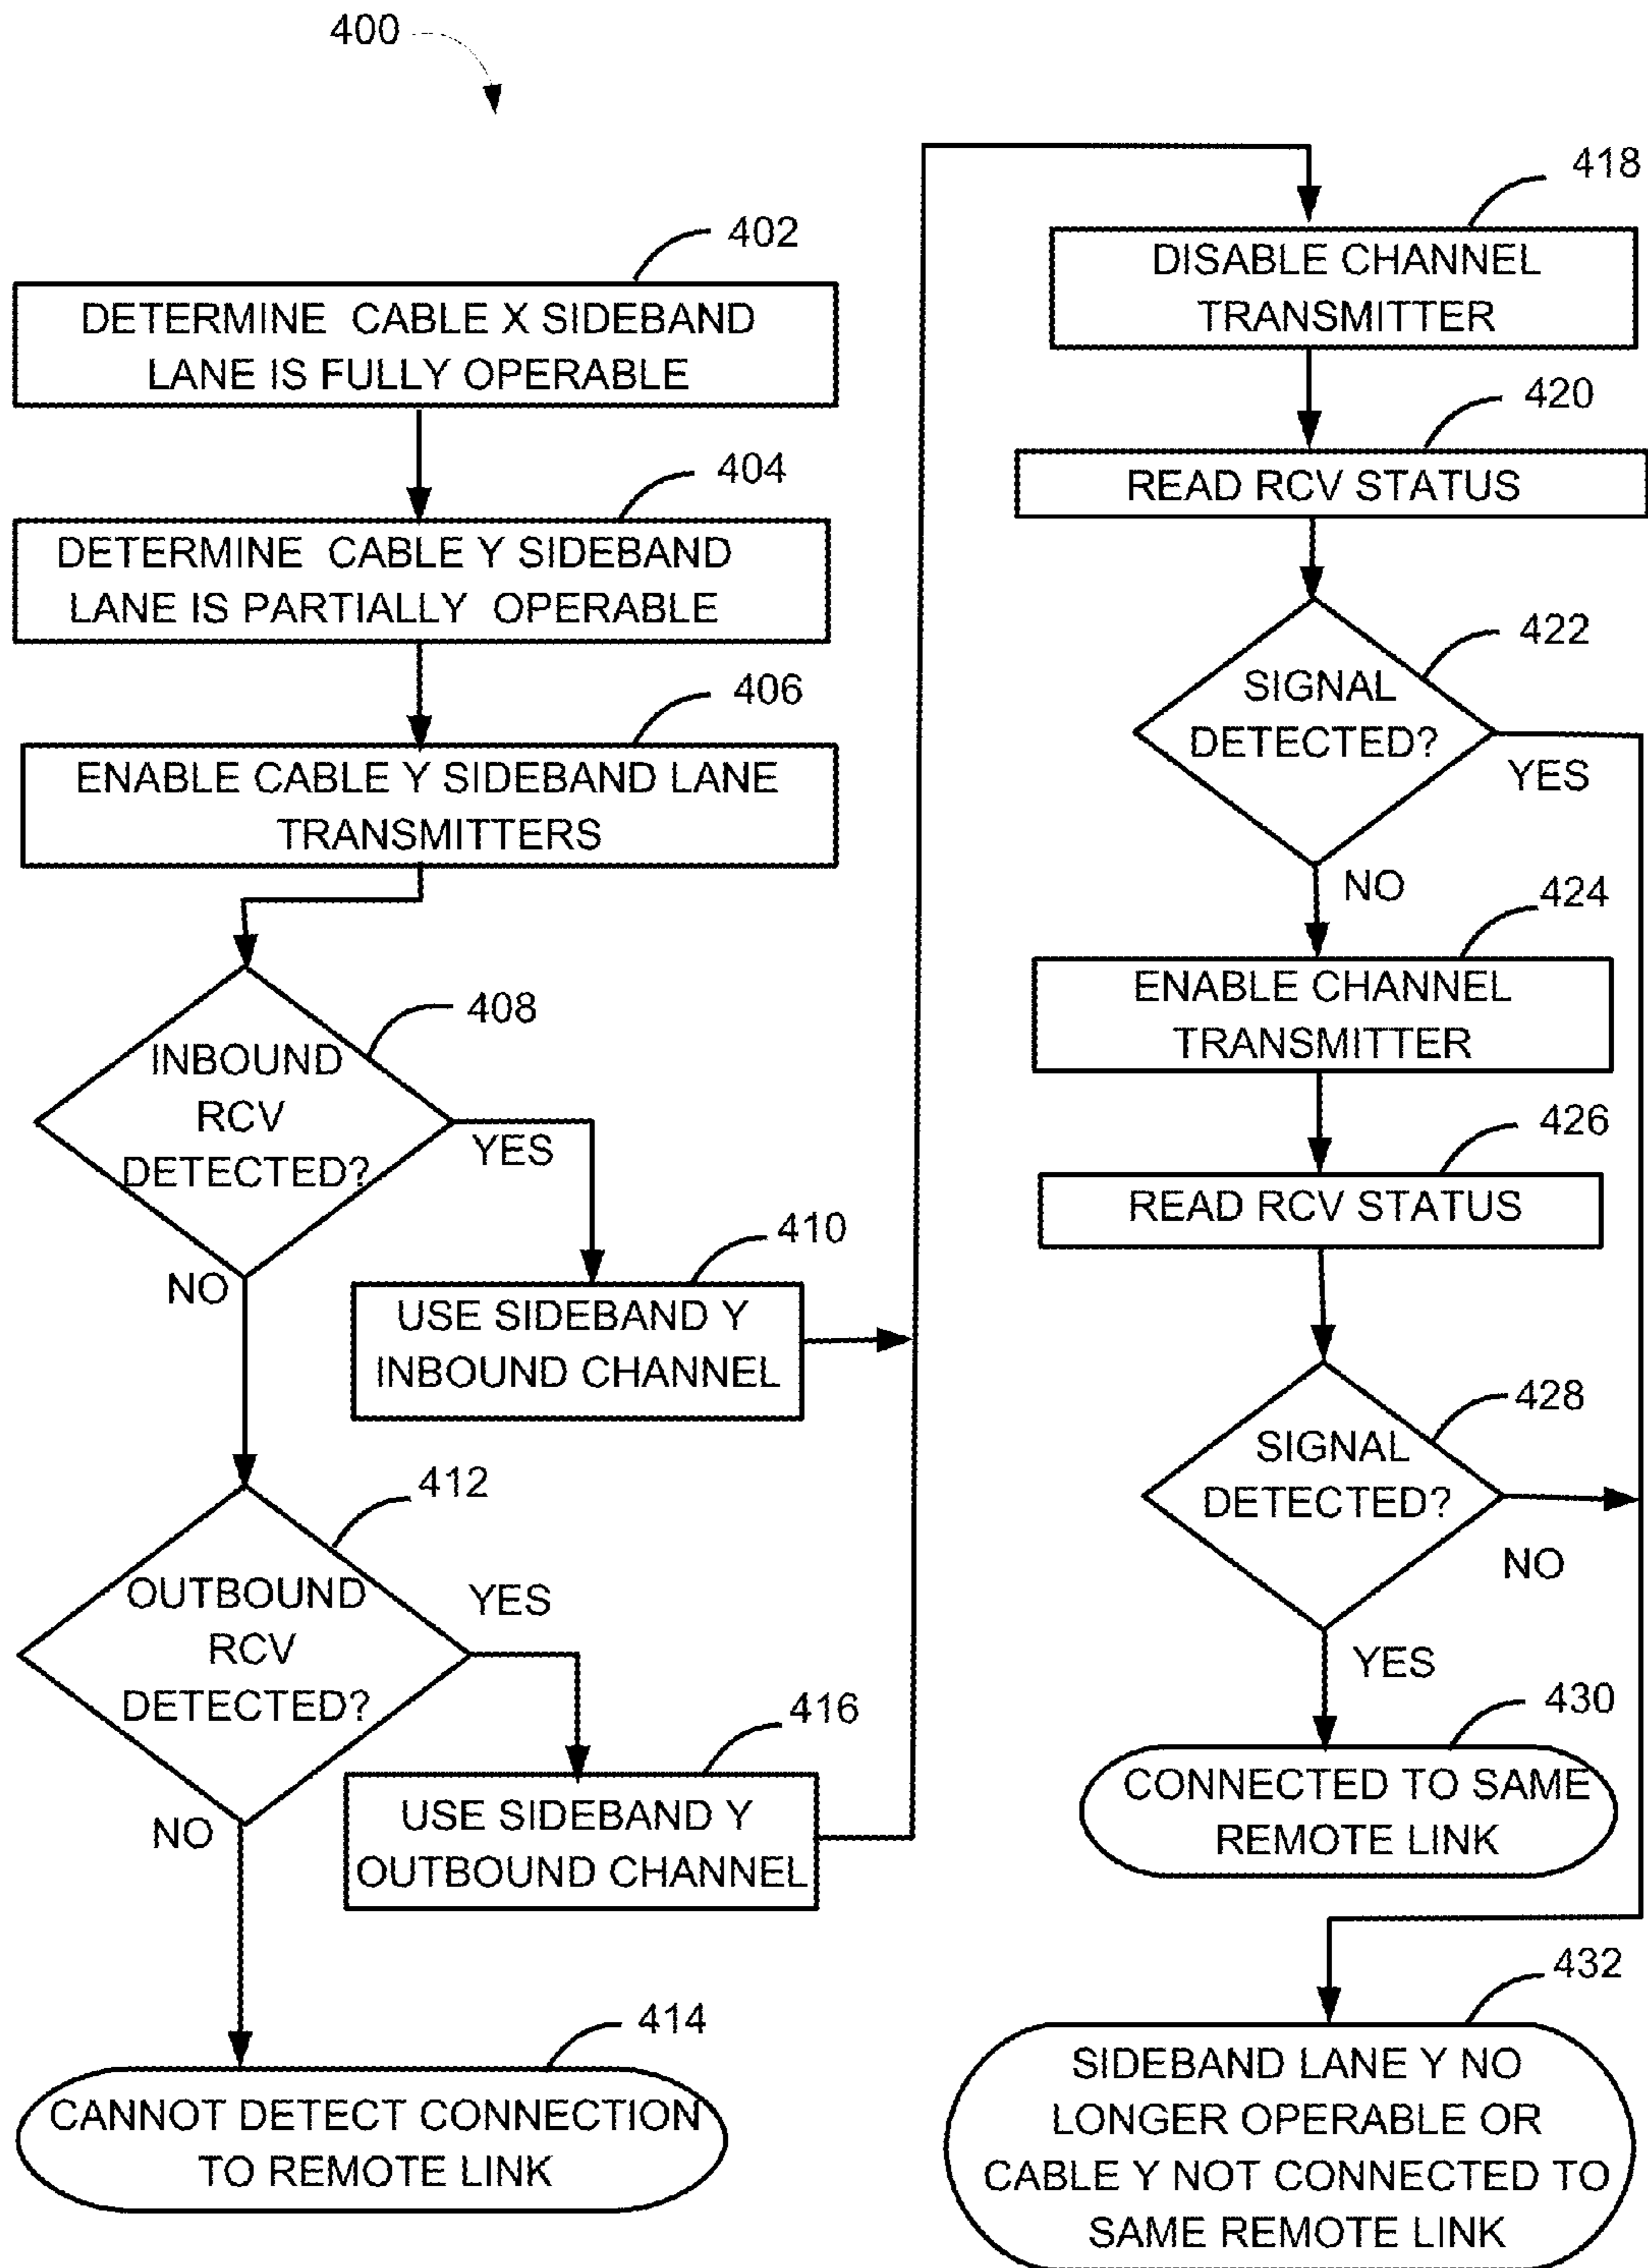 400
402
DETERMINE CABLE X SIDEBAND
LANE IS FULLY OPERABLE
404
DETERMINE CABLE Y SIDEBAND
LANE IS PARTIALLY OPERABLE
406
ENABLE CABLE Y SIDEBAND LANE
TRANSMITTERS
408
INBOUND
RCV
DETECTED?
YES
NO
410
USE SIDEBAND Y
INBOUND CHANNEL
412
OUTBOUND
RCV
DETECTED?
YES
NO
416
USE SIDEBAND Y
OUTBOUND CHANNEL
414
CANNOT DETECT CONNECTION
TO REMOTE LINK
418
DISABLE CHANNEL
TRANSMITTER
420
READ RCV STATUS
422
SIGNAL
DETECTED?
YES
NO
424
ENABLE CHANNEL
TRANSMITTER
426
READ RCV STATUS
428
SIGNAL
DETECTED?
NO
YES
430
CONNECTED TO SAME
REMOTE LINK
432
SIDEBAND LANE Y NO
LONGER OPERABLE OR
CABLE Y NOT CONNECTED TO
SAME REMOTE LINK